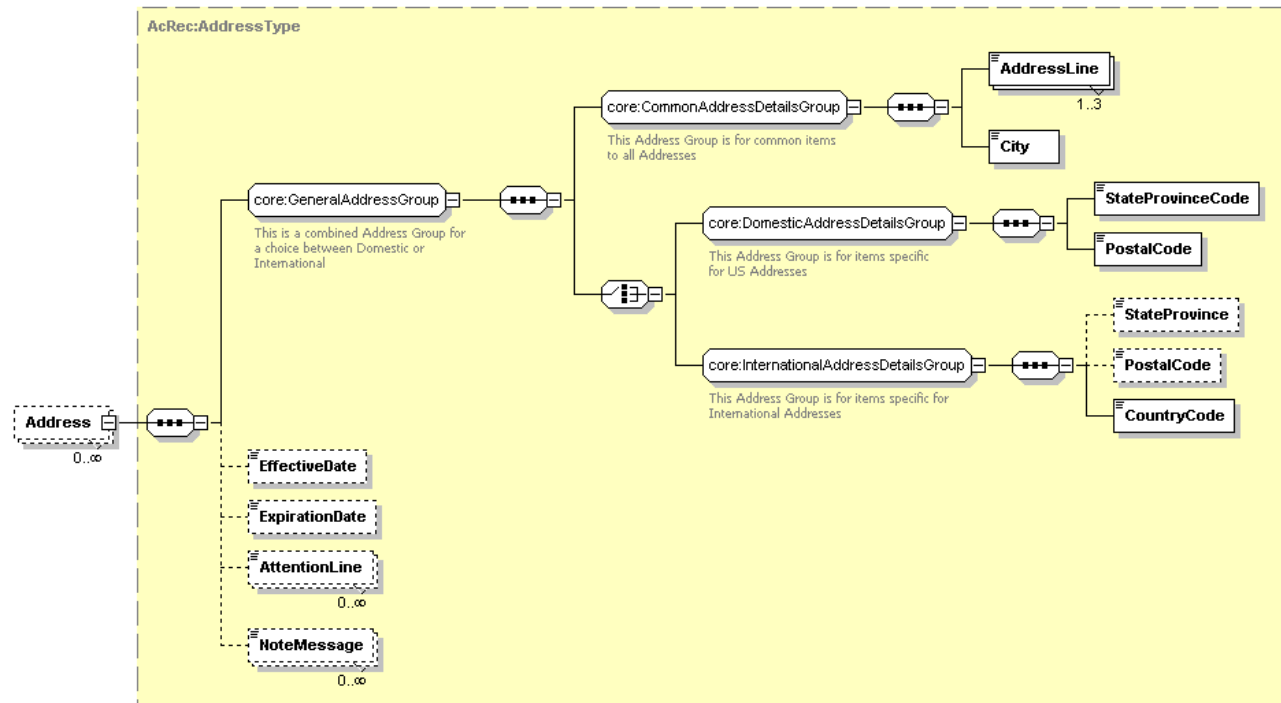 AcRec:AddressType
AddressLine
1..3
core:CommonAddressDetailsGroup
This Address Group is for common items
to all Addresses
City
core:GeneralAddressGroup
This is a combined Address Group for
a choice between Domestic or
International
core:DomesticAddressDetailsGroup
This Address Group is for items specific
for US Addresses
StateProvinceCode
PostalCode
core:InternationalAddressDetailsGroup
This Address Group is for items specific for
International Addresses
StateProvince
PostalCode
CountryCode
Address
0..∞
EffectiveDate
ExpirationDate
AttentionLine
0..∞
NoteMessage
0..∞